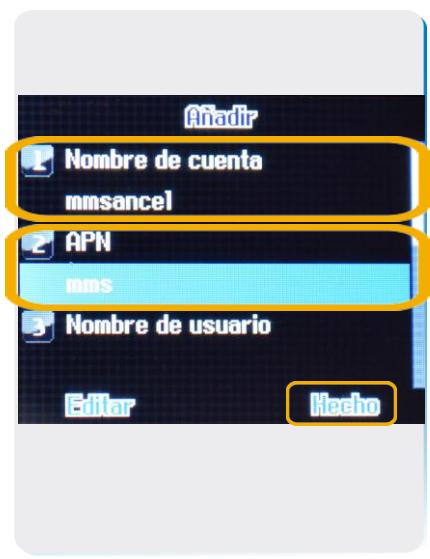 Añadir
1 Nombre de cuenta
mmsancel
2 APN
mms
3 Nombre de usuario
Editar Hecho